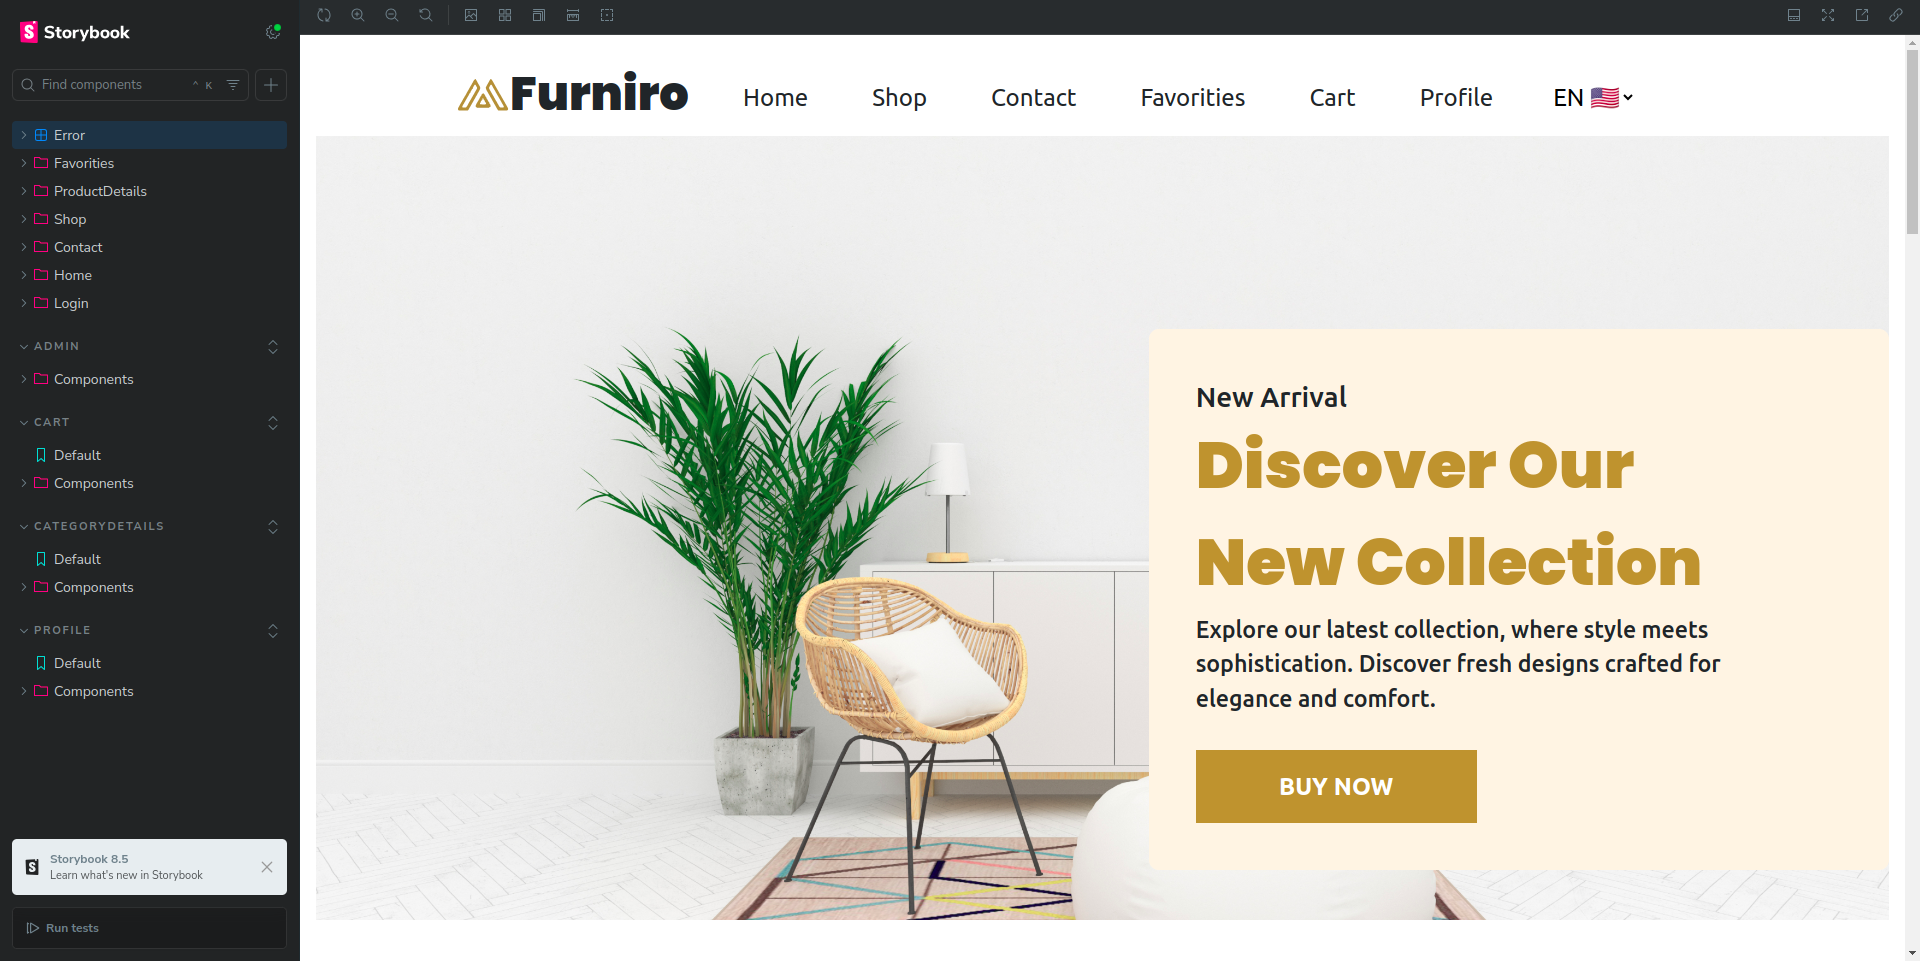 Storybook
Find components
^ K
Error
Favorities
ProductDetails
Shop
Contact
Home
Login
ADMIN
Components
CART
Default
Components
CATEGORYDETAILS
Default
Components
PROFILE
Default
Components
Storybook 8.5
Learn what's new in Storybook
Run tests
Furniro
Home
Shop
Contact
Favorities
Cart
Profile
EN 🇺🇸
New Arrival
Discover Our
New Collection
Explore our latest collection, where style meets
sophistication. Discover fresh designs crafted for
elegance and comfort.
BUY NOW